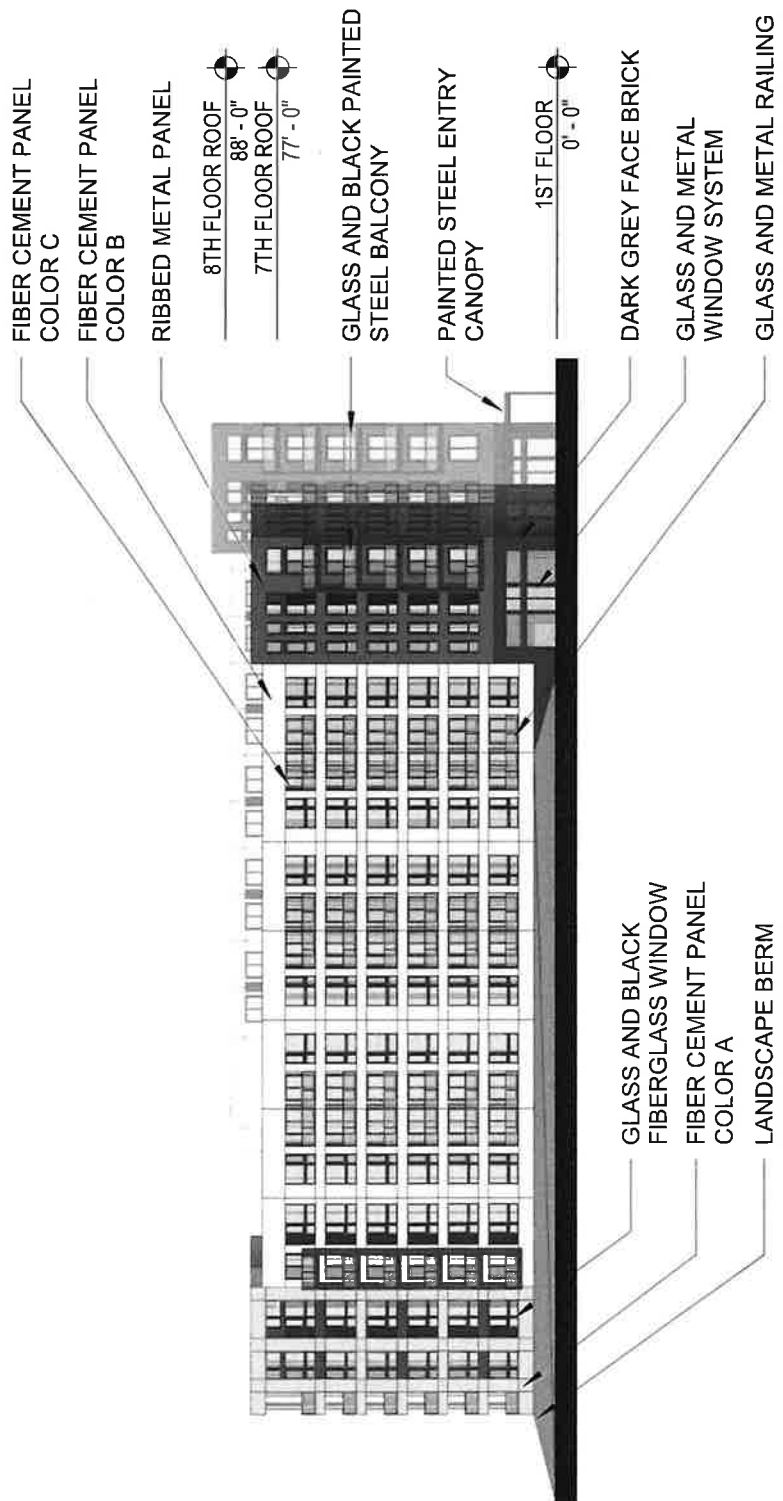 FIBER CEMENT PANEL
COLOR C
FIBER CEMENT PANEL
COLOR B
RIBBED METAL PANEL
8TH FLOOR ROOF
88' - 0"
7TH FLOOR ROOF
77' - 0"
GLASS AND BLACK PAINTED
STEEL BALCONY
PAINTED STEEL ENTRY
CANOPY
1ST FLOOR
0' - 0"
DARK GREY FACE BRICK
GLASS AND METAL
WINDOW SYSTEM
GLASS AND METAL RAILING
GLASS AND BLACK
FIBERGLASS WINDOW
FIBER CEMENT PANEL
COLOR A
LANDSCAPE BERM